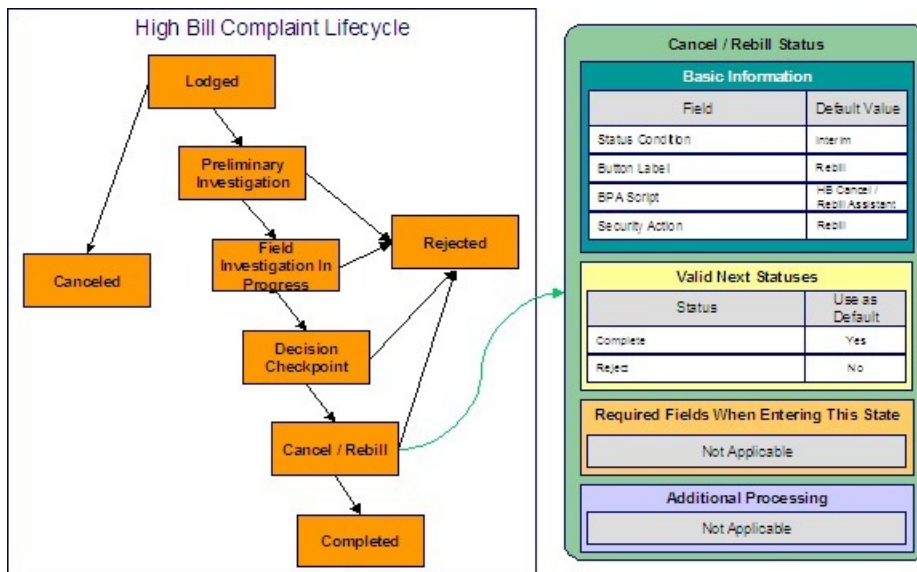 High Bill Complaint Lifecycle
Lodged
Preliminary
Investigation
Field
Investigation In
Progress
Rejected
Canceled
Decision
Checkpoint
Cancel / Rebill
Completed
Cancel / Rebill Status
Basic Information
Field Default Value
Status Condition Interim
Button Label Rebill
BPA Script HB Cancel /
Rebill Assistant
Security Action Rebill
Valid Next Statuses
Status Use as
Default
Complete Yes
Reject No
Required Fields When Entering This State
Not Applicable
Additional Processing
Not Applicable